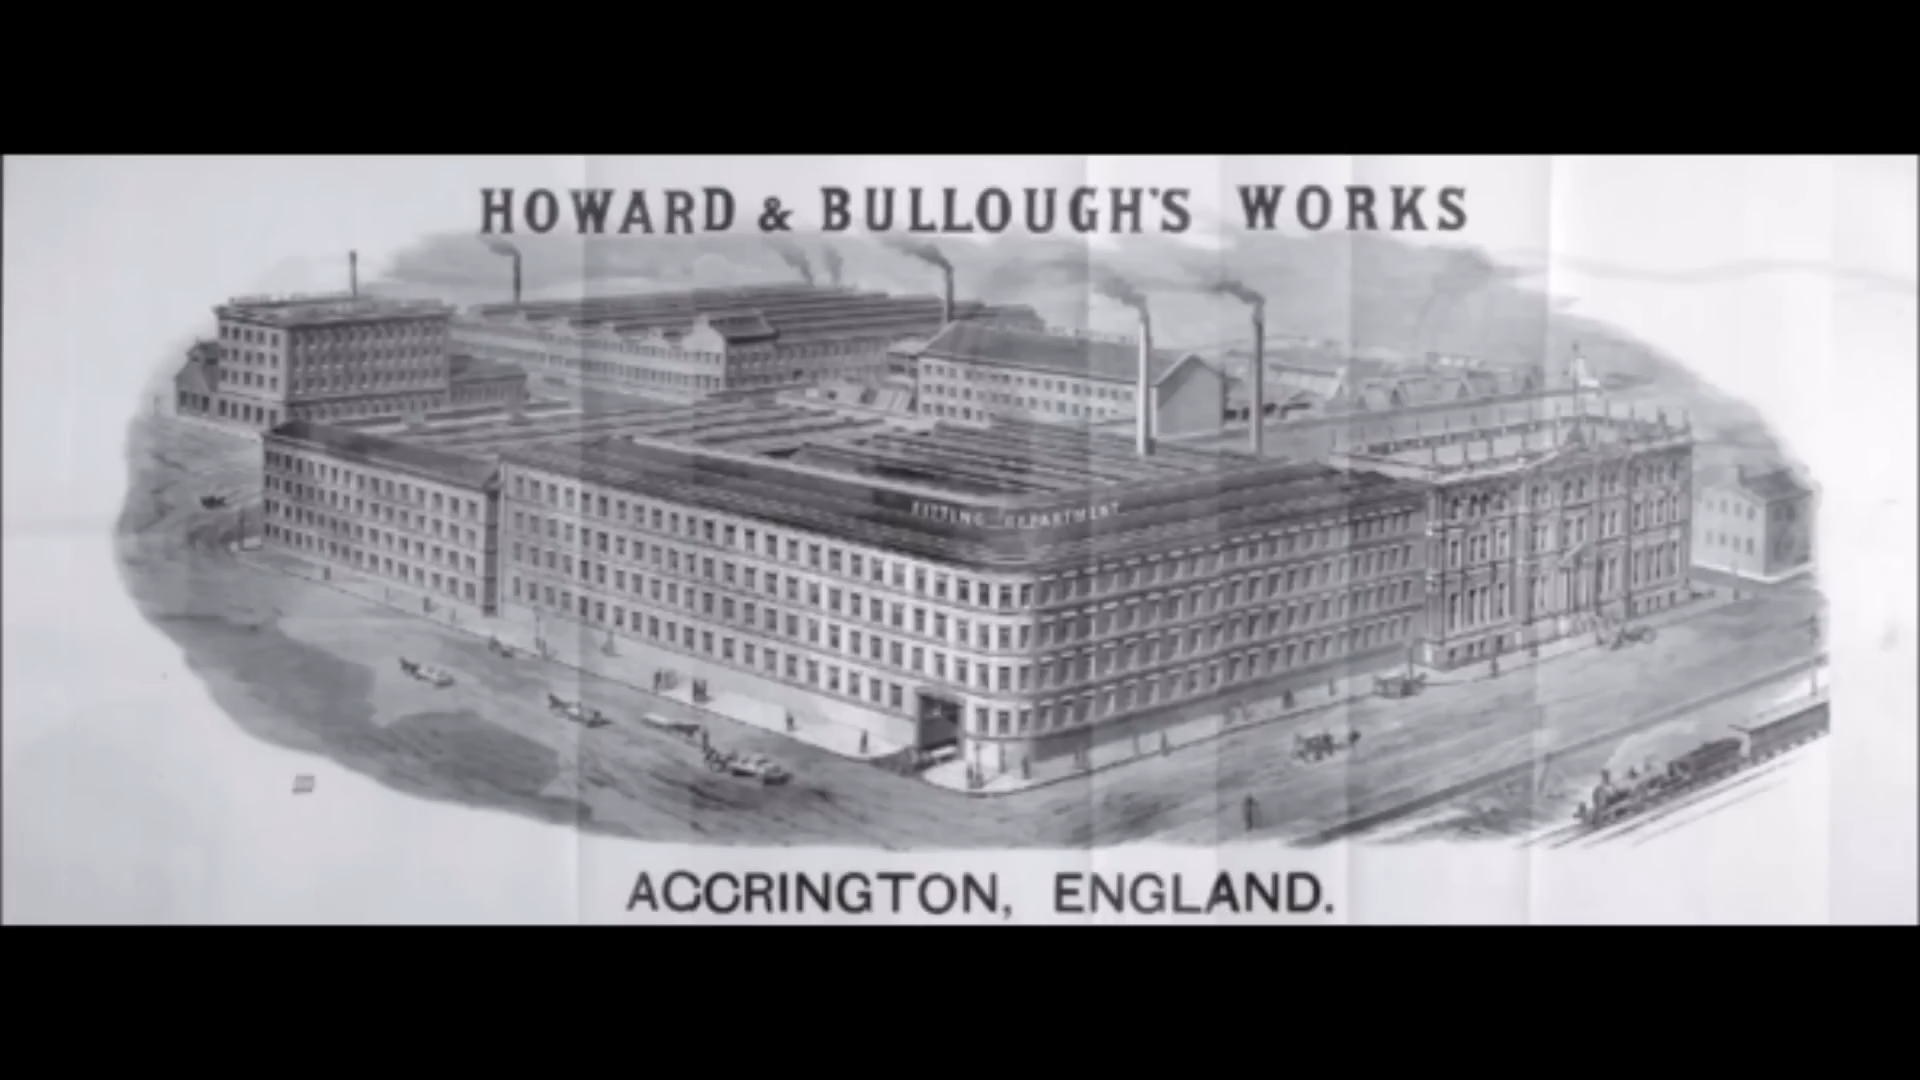 HOWARD & BULLOUGH'S WORKS
FITTING DEPARTMENT
ACCRINGTON, ENGLAND.